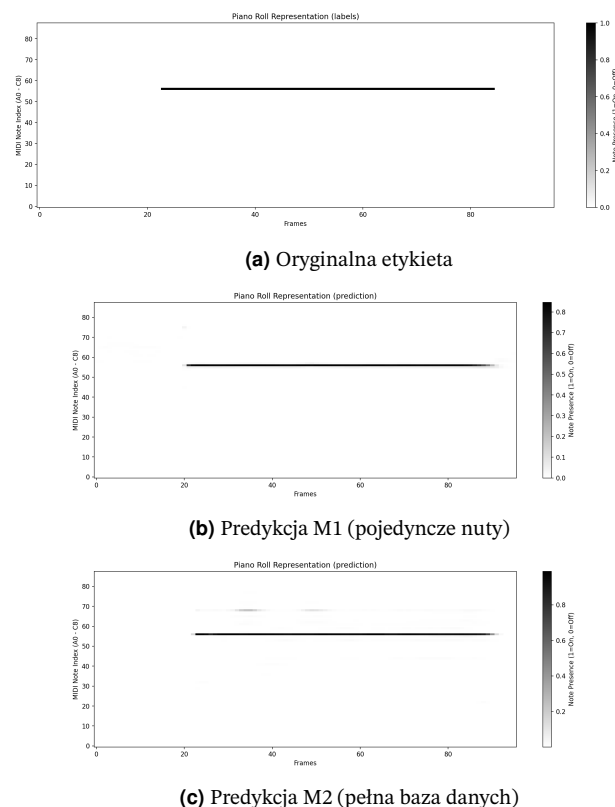 Piano Roll Representation (labels)
MIDI Note Index (A0 - C8)
80
70
60
50
40
30
20
10
0
0 20 40 60 80
Frames
1.0
0.8
0.6
0.4
0.2
0.0
Note Presence (1=On, 0=Off)
(a) Oryginalna etykieta
Piano Roll Representation (prediction)
MIDI Note Index (A0 - C8)
80
70
60
50
40
30
20
10
0
0 20 40 60 80
Frames
0.8
0.7
0.6
0.5
0.4
0.3
0.2
0.1
0.0
Note Presence (1=On, 0=Off)
(b) Predykcja M1 (pojedyncze nuty)
Piano Roll Representation (prediction)
MIDI Note Index (A0 - C8)
80
70
60
50
40
30
20
10
0
0 20 40 60 80
Frames
0.8
0.6
0.4
0.2
Note Presence (1=On, 0=Off)
(c) Predykcja M2 (pełna baza danych)